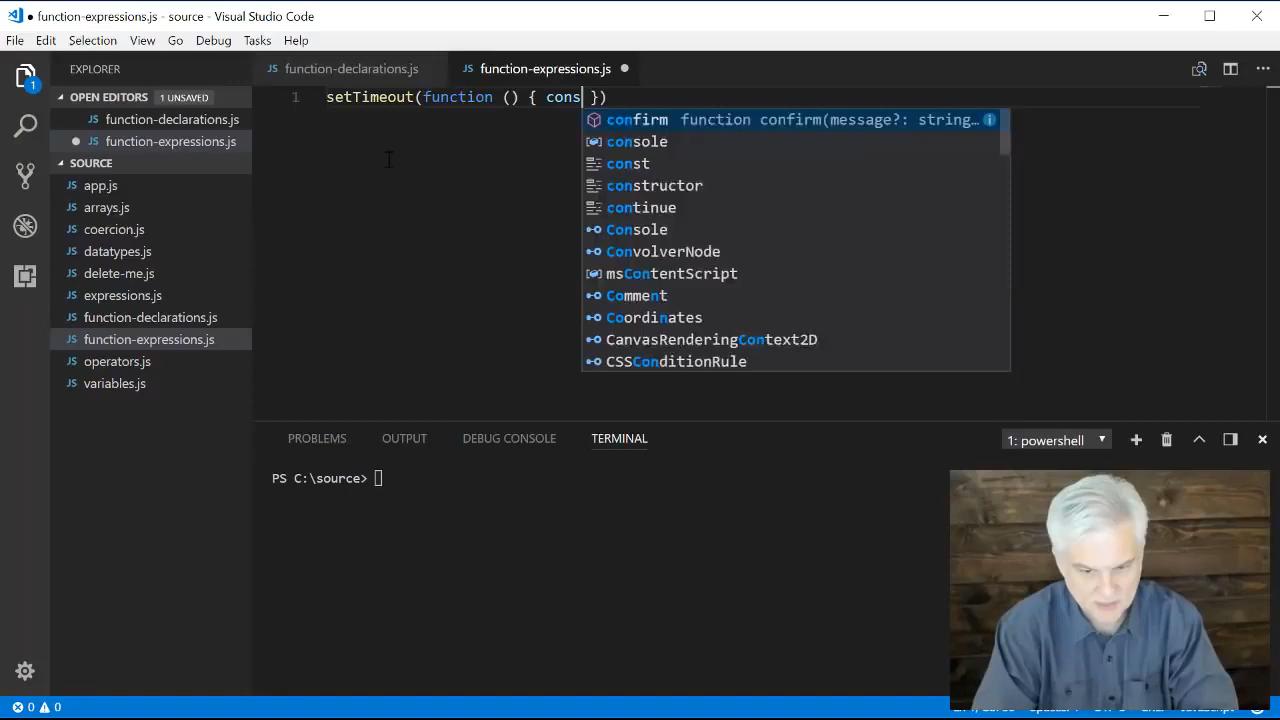 ● function-expressions.js - source - Visual Studio Code
File Edit Selection View Go Debug Tasks Help
EXPLORER
function-declarations.js
function-expressions.js ●
OPEN EDITORS 1 UNSAVED
function-declarations.js
● function-expressions.js
SOURCE
app.js
arrays.js
coercion.js
datatypes.js
delete-me.js
expressions.js
function-declarations.js
function-expressions.js
operators.js
variables.js
1
1 setTimeout(function () { cons })
confirm function confirm(message?: string…
console
const
constructor
continue
Console
ConvolverNode
msContentScript
Comment
Coordinates
CanvasRenderingContext2D
CSSConditionRule
PROBLEMS OUTPUT DEBUG CONSOLE TERMINAL
1: powershell
PS C:\source>
0 0